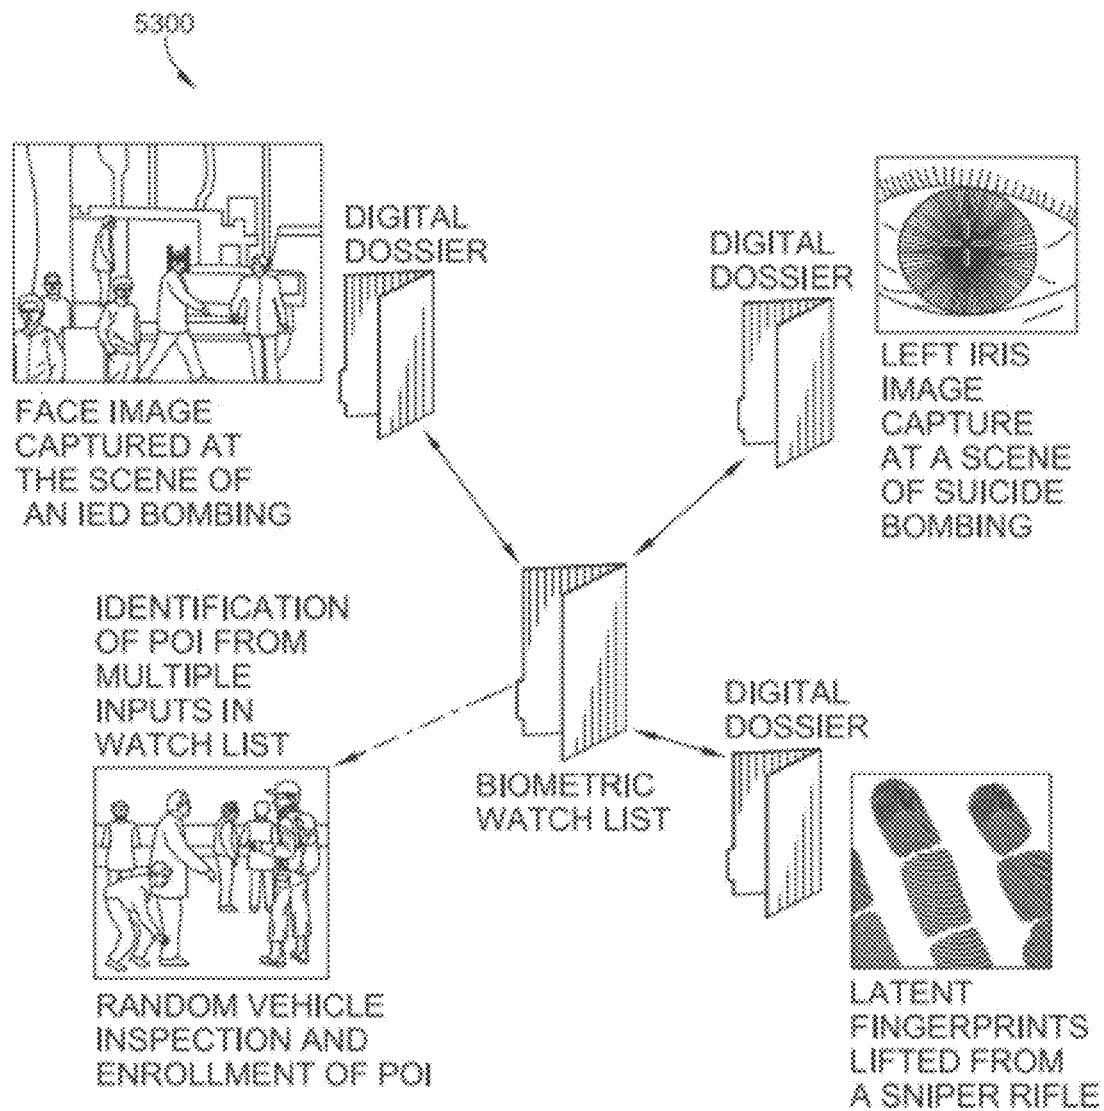 5300
DIGITAL
DOSSIER
FACE IMAGE
CAPTURED AT
THE SCENE OF
AN IED BOMBING
DIGITAL
DOSSIER
LEFT IRIS
IMAGE
CAPTURE
AT A SCENE
OF SUICIDE
BOMBING
IDENTIFICATION
OF POI FROM
MULTIPLE
INPUTS IN
WATCH LIST
BIOMETRIC
WATCH LIST
DIGITAL
DOSSIER
RANDOM VEHICLE
INSPECTION AND
ENROLLMENT OF POI
LATENT
FINGERPRINTS
LIFTED FROM
A SNIPER RIFLE